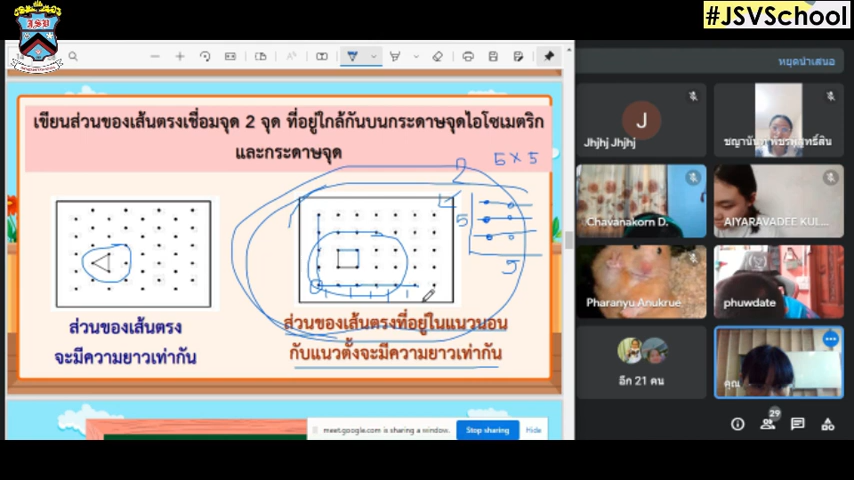 JSV
#JSVSchool
หยุดนำเสนอ
เขียนส่วนของเส้นตรงเชื่อมจุด 2 จุด ที่อยู่ใกล้กันบนกระดาษจุดไอโซเมตริก
และกระดาษจุด
2
5 × 5
5
5
ส่วนของเส้นตรง
จะมีความยาวเท่ากัน
ส่วนของเส้นตรงที่อยู่ในแนวนอน
กับแนวตั้งจะมีความยาวเท่ากัน
J
Jhjhj Jhjhj
Chavanakorn D.
AIYARAVADEE KUL...
Pharanyu Anukrue
phuwdate
อีก 21 คน
คุณ
29
meet.google.com is sharing a window.
Stop sharing
Hide